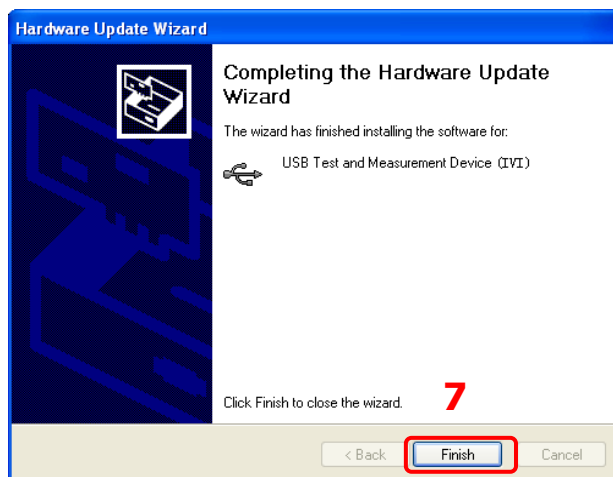 Hardware Update Wizard
Completing the Hardware Update
Wizard
The wizard has finished installing the software for:
USB Test and Measurement Device (IVI)
Click Finish to close the wizard.
7
< Back
Finish
Cancel